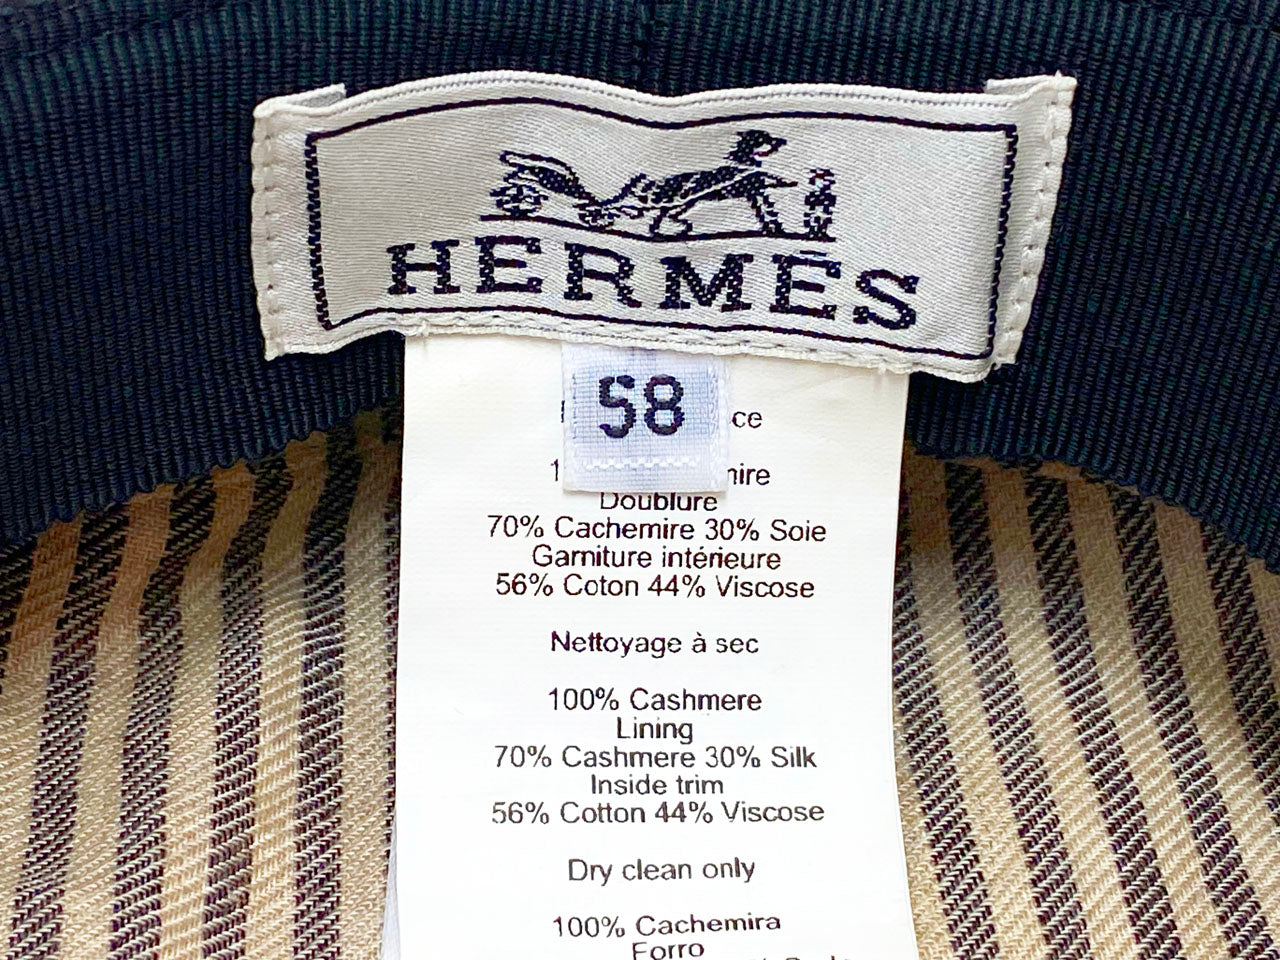 HERMÈS
58
Doublure
70% Cachemire 30% Soie
Garniture intérieure
56% Coton 44% Viscose
Nettoyage à sec
100% Cashmere
Lining
70% Cashmere 30% Silk
Inside trim
56% Cotton 44% Viscose
Dry clean only
100% Cachemira
Forro